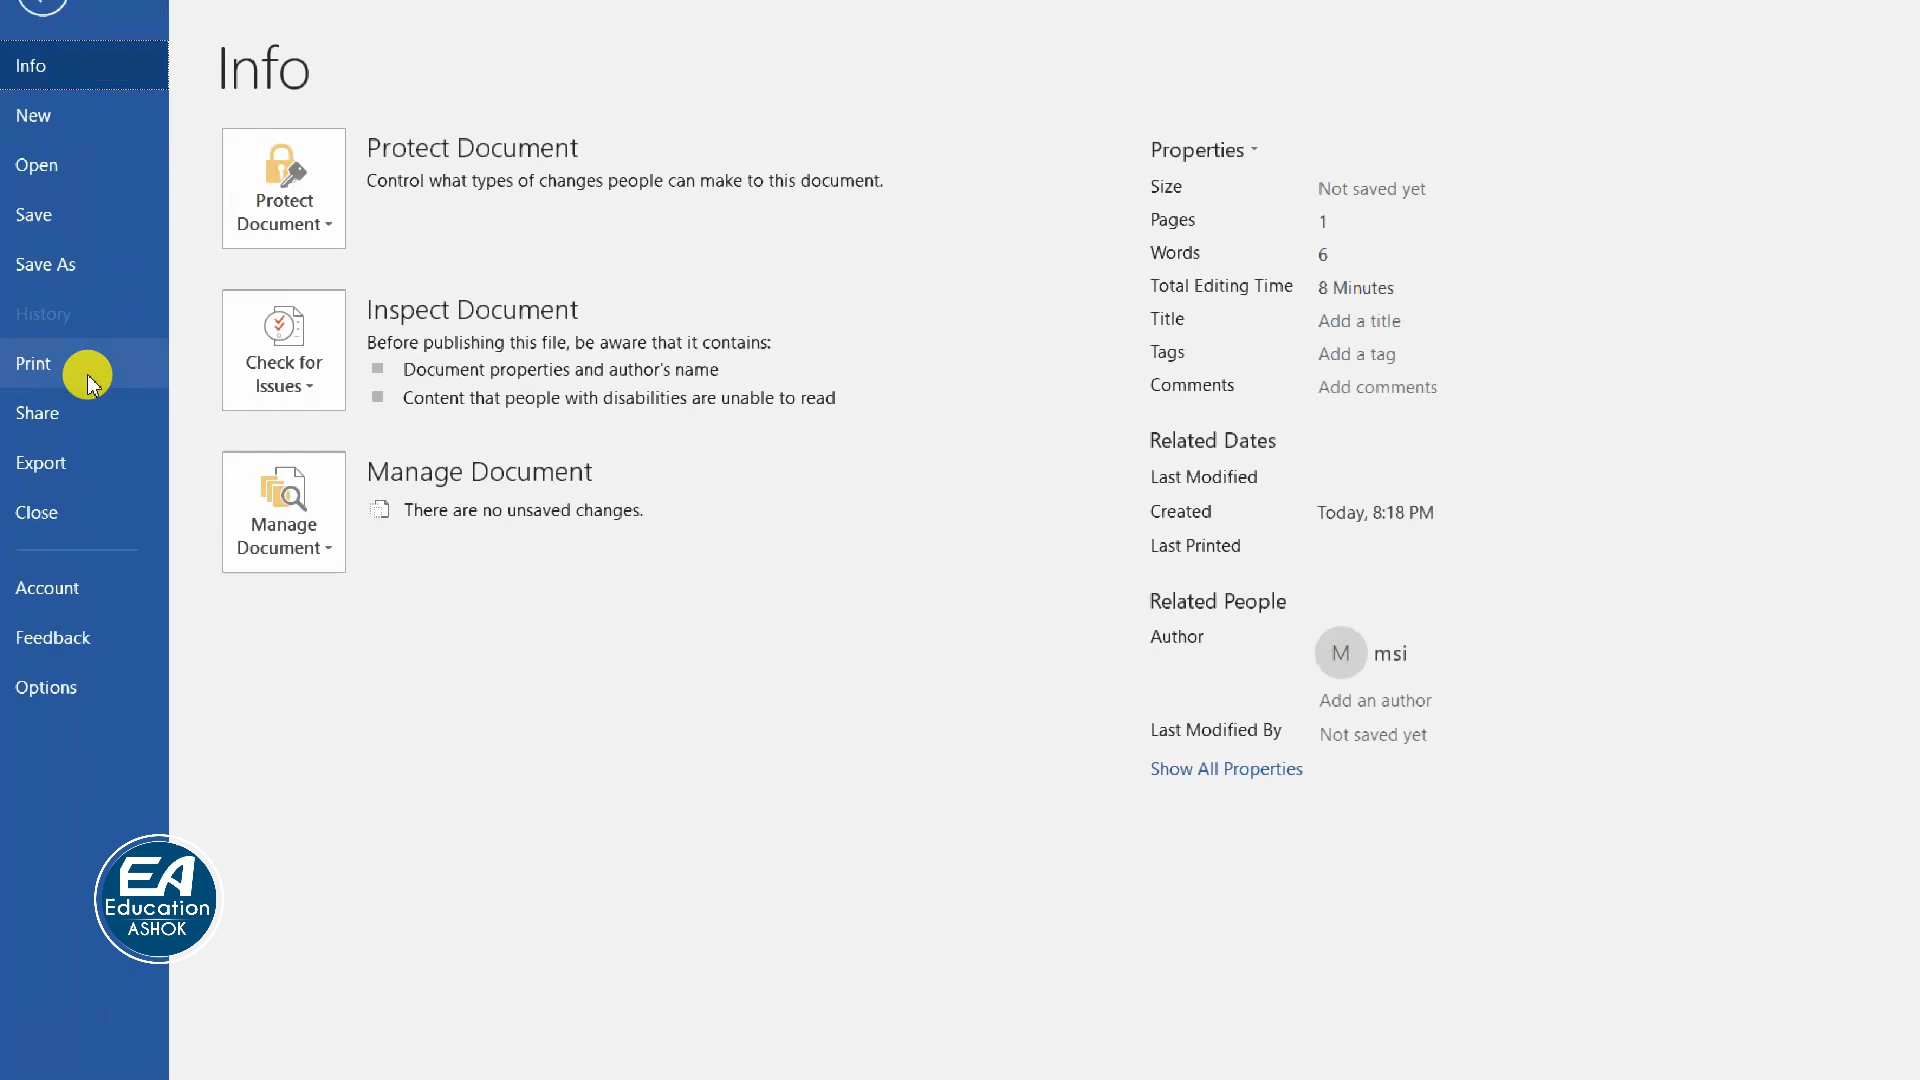 Info
New
Open
Save
Save As
History
Print
Share
Export
Close
Account
Feedback
Options
Info
Protect Document
Protect Document
Control what types of changes people can make to this document.
Check for Issues
Inspect Document
Before publishing this file, be aware that it contains:
Document properties and author's name
Content that people with disabilities are unable to read
Manage Document
Manage Document
There are no unsaved changes.
Properties
Size Not saved yet
Pages 1
Words 6
Total Editing Time 8 Minutes
Title Add a title
Tags Add a tag
Comments Add comments
Related Dates
Last Modified
Created Today, 8:18 PM
Last Printed
Related People
Author
M msi
Add an author
Last Modified By Not saved yet
Show All Properties
EA
Education
ASHOK